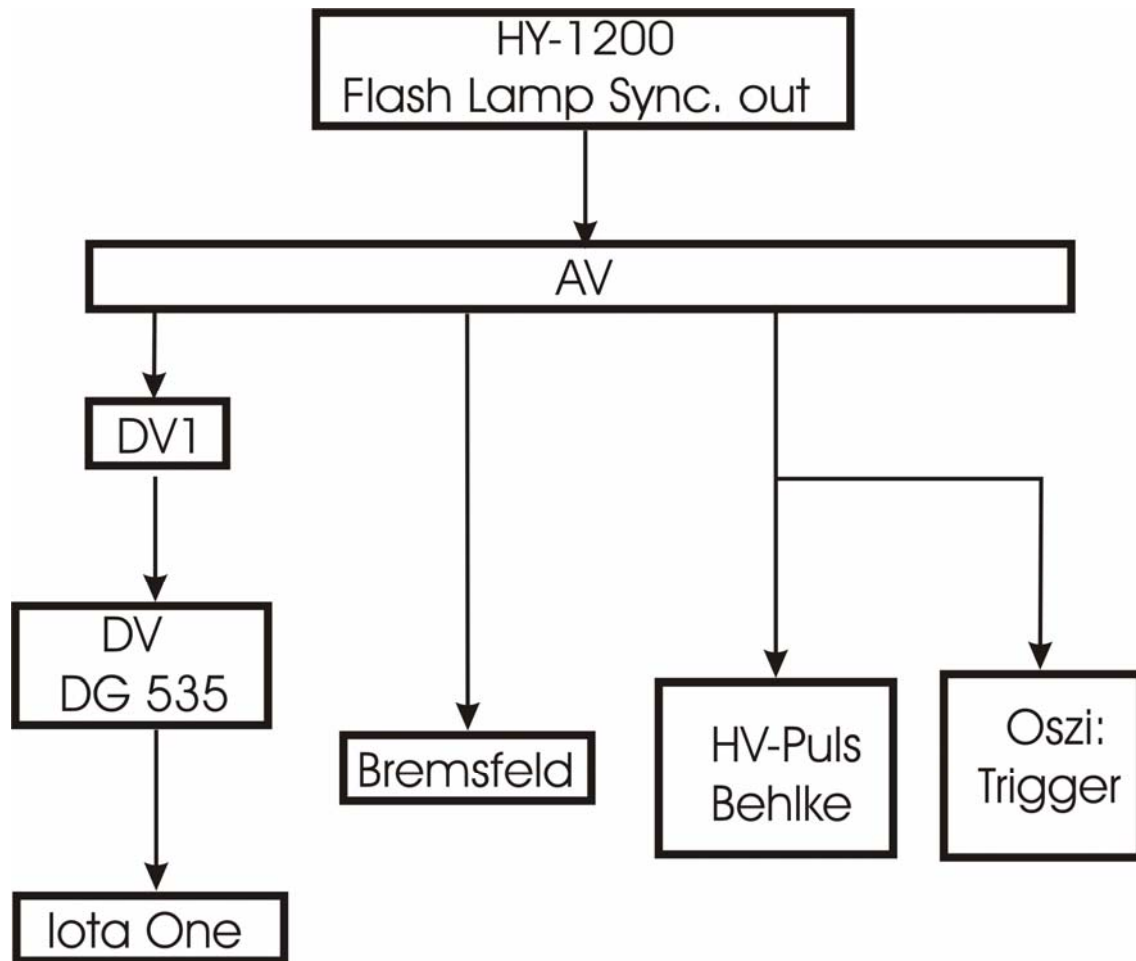 HY-1200
Flash Lamp Sync. out
AV
DV1
DV
DG 535
Bremsfeld
HV-Puls
Behlke
Oszi:
Trigger
Iota One